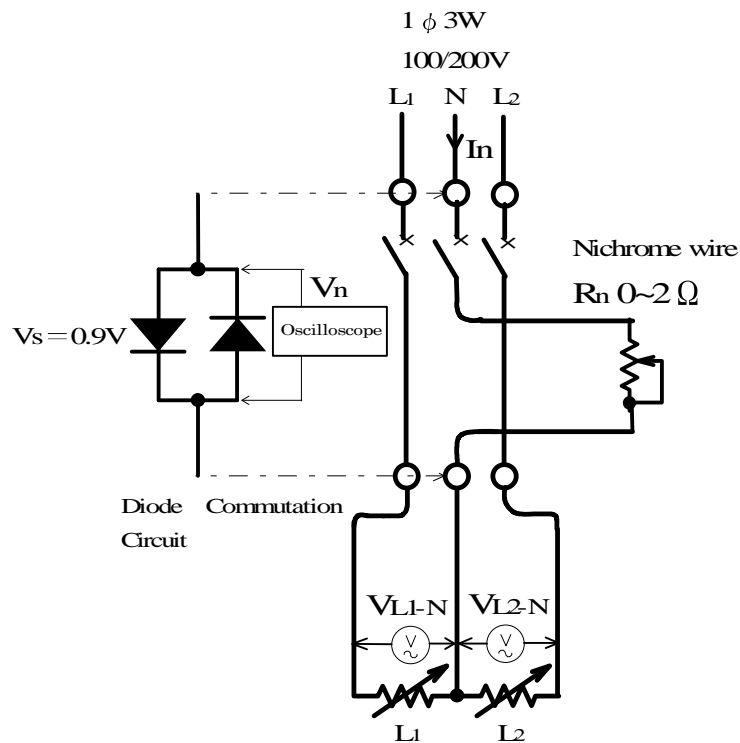 1 φ 3W
100/200V
L1 N L2
In
Nichrome wire
Rn 0~2 Ω
Vn
Oscilloscope
Vs=0.9V
Diode Commutation
Circuit
VL1-N VL2-N
V V
L1 L2